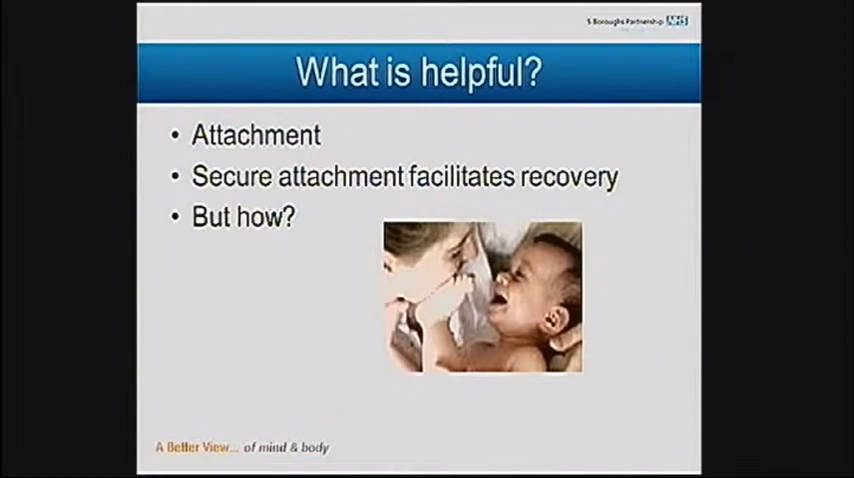 5 Boroughs Partnership NHS
What is helpful?
• Attachment
• Secure attachment facilitates recovery
• But how?
A Better View... of mind & body